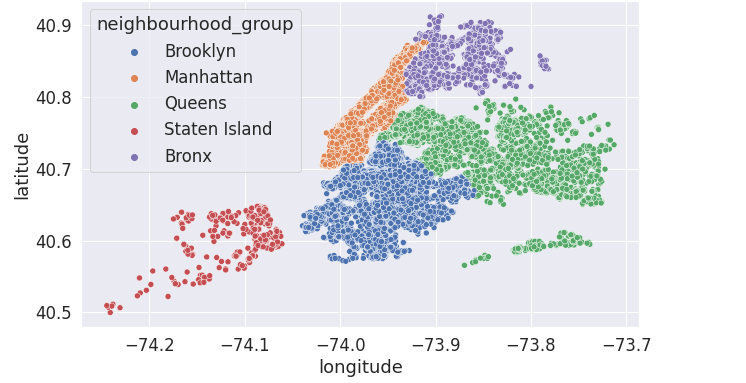 neighbourhood_group
Brooklyn
Manhattan
Queens
Staten Island
Bronx
latitude
40.9
40.8
40.7
40.6
40.5
−74.2 −74.1 −74.0 −73.9 −73.8 −73.7
longitude